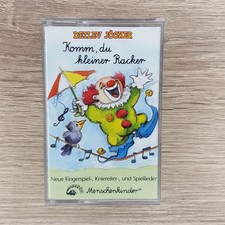 DETLEV JÖCKER
Komm, du
kleiner Racker
Neue Fingerspiel-, Kniereiter-, und Spiellieder
Menschenkinder